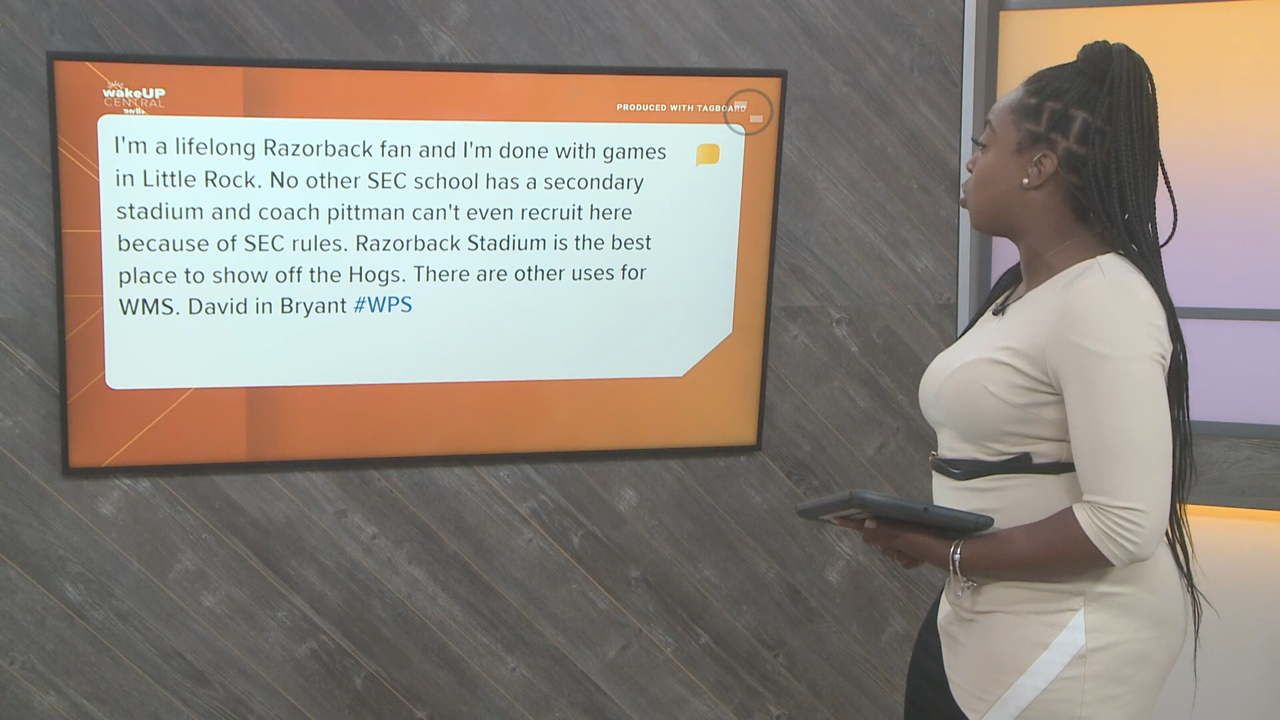 wakeUP
CENTRAL
PRODUCED WITH TAGBOARD
I'm a lifelong Razorback fan and I'm done with games
in Little Rock. No other SEC school has a secondary
stadium and coach pittman can't even recruit here
because of SEC rules. Razorback Stadium is the best
place to show off the Hogs. There are other uses for
WMS. David in Bryant #WPS